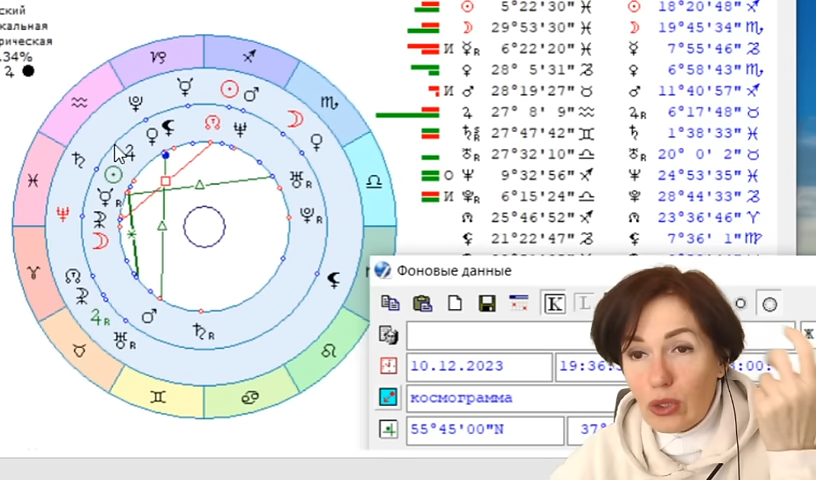 ский
кальная
рическая
.34%
♃ ●
☉ 5°22'30"♓ ☉ 18°20'48"♐
☽ 29°53'30"♓ ☽ 19°45'34"♏
И ☿R 6°22'20"♓ ☿ 7°55'46"♑
♀ 28° 5'31"♑ ♀ 6°58'43"♏
И ♂ 28°19'27"♉ ♂ 11°40'57"♐
♃ 27° 8' 9"♒ ♃R 6°17'48"♉
27°47'42"♊ ♄ 1°38'33"♓
♅R 27°32'10"♎ ♅R 20° 0' 2"♉
О ♆ 9°32'56"♐ ♆ 24°53'35"♓
И ♇R 6°15'24"♎ ♇ 28°44'33"♑
☊ 25°46'52"♐ ☊ 23°36'46"♈
⚸ 21°22'47"♑ ⚸ 7°36' 1"♍
Фоновые данные
K L
10.12.2023 19:36:
космограмма
55°45'00"N 37°